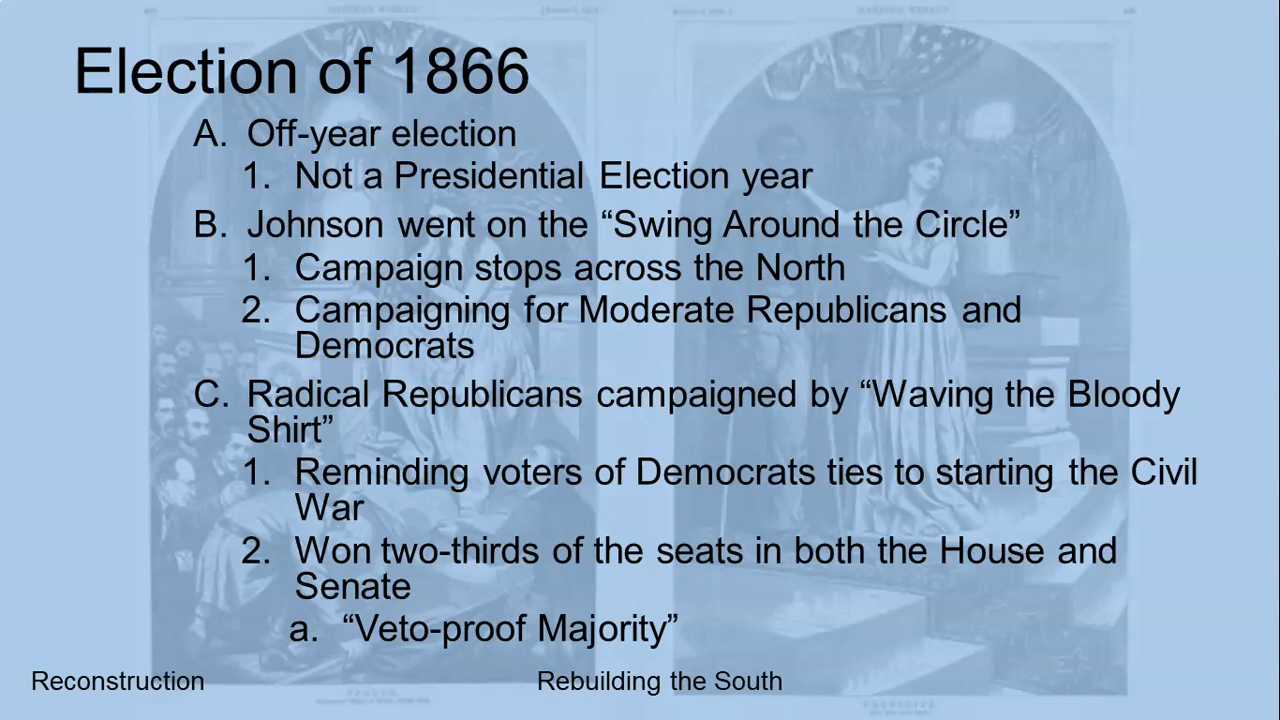 Election of 1866
A. Off-year election
1. Not a Presidential Election year
B. Johnson went on the “Swing Around the Circle”
1. Campaign stops across the North
2. Campaigning for Moderate Republicans and
Democrats
C. Radical Republicans campaigned by “Waving the Bloody
Shirt”
1. Reminding voters of Democrats ties to starting the Civil
War
2. Won two-thirds of the seats in both the House and
Senate
a. “Veto-proof Majority”
Reconstruction
Rebuilding the South